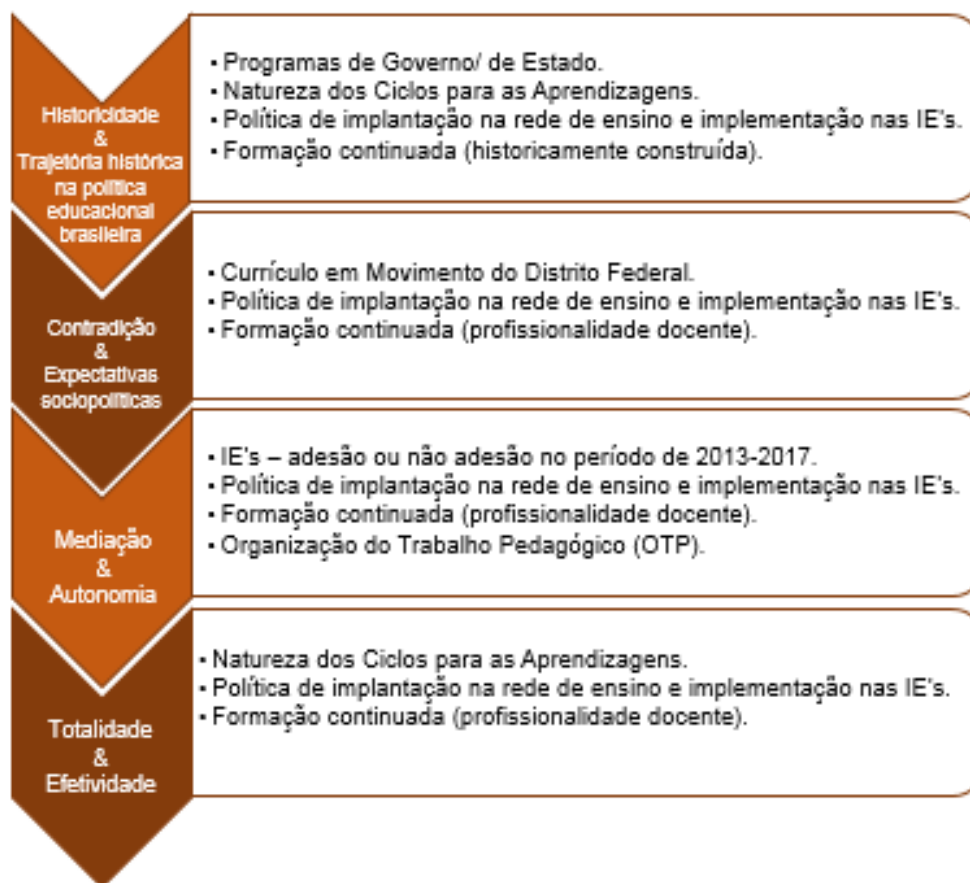 Historicidade
&
Trajetória histórica
na política
educacional
brasileira
▪ Programas de Governo/ de Estado.
▪ Natureza dos Ciclos para as Aprendizagens.
▪ Política de implantação na rede de ensino e implementação nas IE's.
▪ Formação continuada (historicamente construída).
Contradição
&
Expectativas
sociopolíticas
▪ Currículo em Movimento do Distrito Federal.
▪ Política de implantação na rede de ensino e implementação nas IE's.
▪ Formação continuada (profissionalidade docente).
Mediação
&
Autonomia
▪ IE's – adesão ou não adesão no período de 2013-2017.
▪ Política de implantação na rede de ensino e implementação nas IE's.
▪ Formação continuada (profissionalidade docente).
▪ Organização do Trabalho Pedagógico (OTP).
Totalidade
&
Efetividade
▪ Natureza dos Ciclos para as Aprendizagens.
▪ Política de implantação na rede de ensino e implementação nas IE's.
▪ Formação continuada (profissionalidade docente).